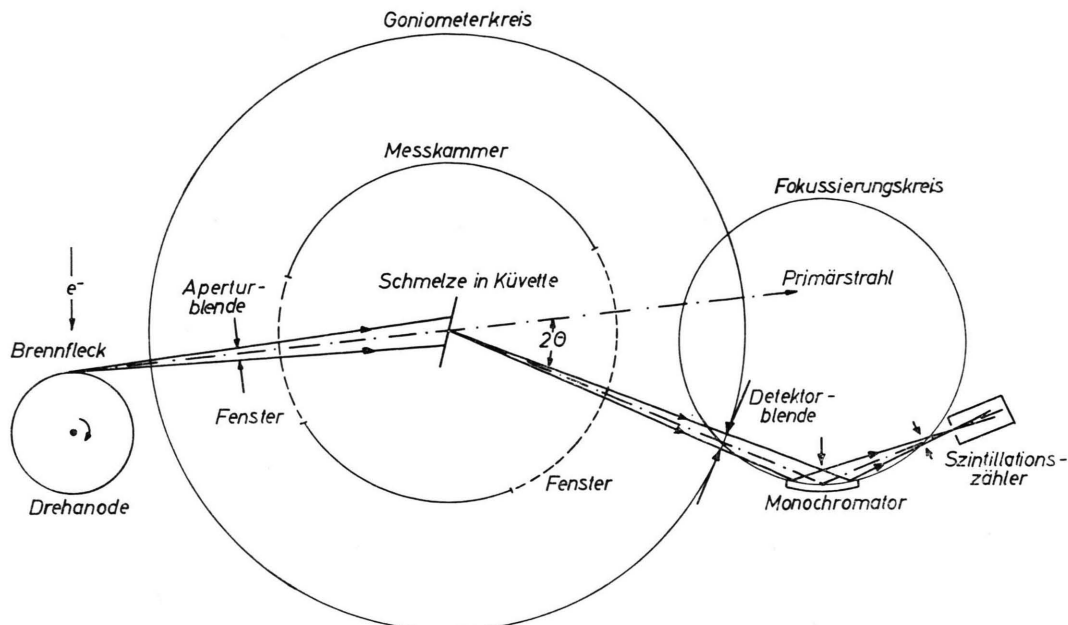 Goniometerkreis
Messkammer
Fokussierungskreis
e⁻
Apertur-
blende
Schmelze in Küvette
Primärstrahl
Brennfleck
2Θ
Fenster
Detektor-
blende
Drehanode
Fenster
Monochromator
Szintillations-
zähler